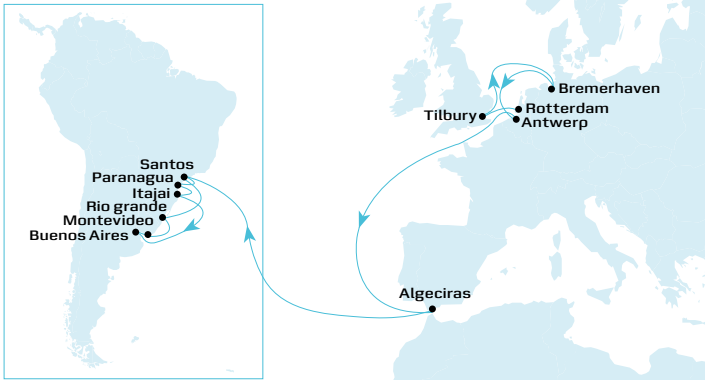 Bremerhaven
Tilbury
Rotterdam
Antwerp
Santos
Paranagua
Itajai
Rio grande
Montevideo
Buenos Aires
Algeciras